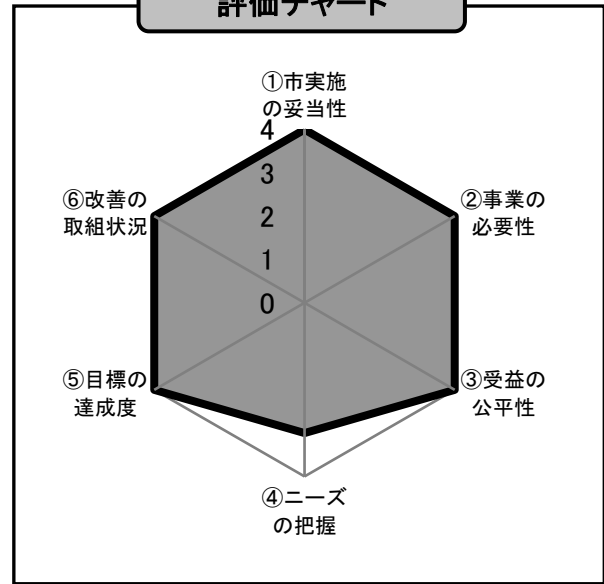 評価チャート
①市実施
の妥当性
4
3
2
1
0
②事業の
必要性
③受益の
公平性
④ニーズ
の把握
⑤目標の
達成度
⑥改善の
取組状況